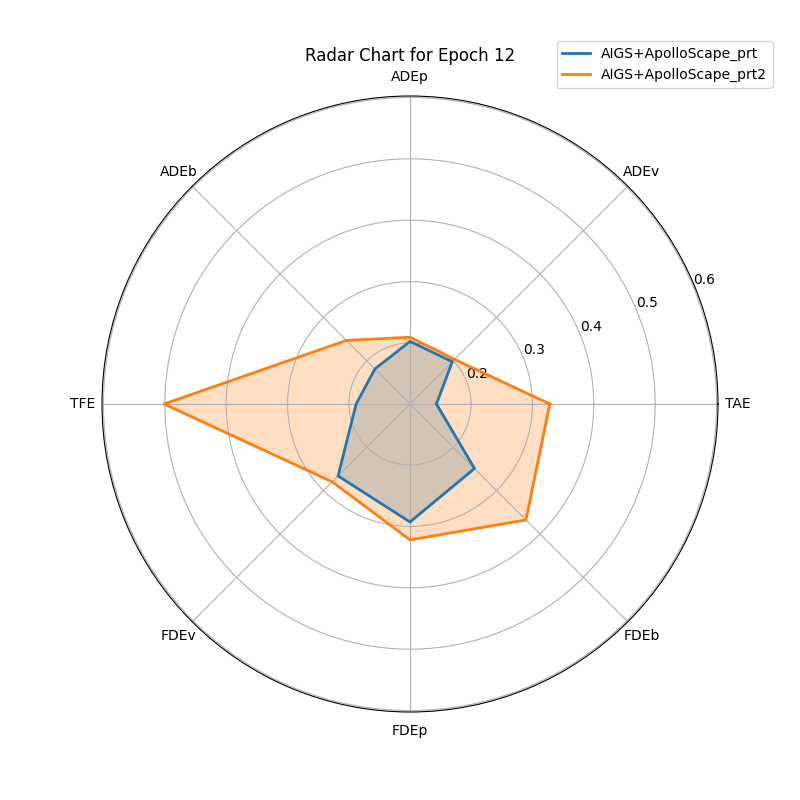 Radar Chart for Epoch 12
AIGS+ApolloScape_prt
AIGS+ApolloScape_prt2
ADEp
ADEb
ADEv
0.6
0.5
0.4
0.3
0.2
TFE
TAE
FDEv
FDEb
FDEp